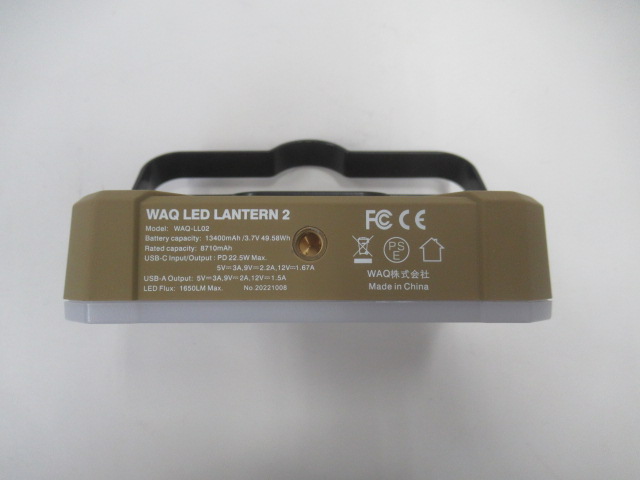 WAQ LED LANTERN 2
Model: WAQ-LL02
Battery capacity: 13400mAh /3.7V 49.58Wh
Rated capacity: 8710mAh
USB-C Input/Output : PD 22.5W Max.
5V⎓3A,9V⎓2.2A,12V⎓1.67A
USB-A Output: 5V⎓3A,9V⎓2A,12V⎓1.5A
LED Flux: 1650LM Max. No 20221008
FC CE
PS
E
WAQ株式会社
Made in China